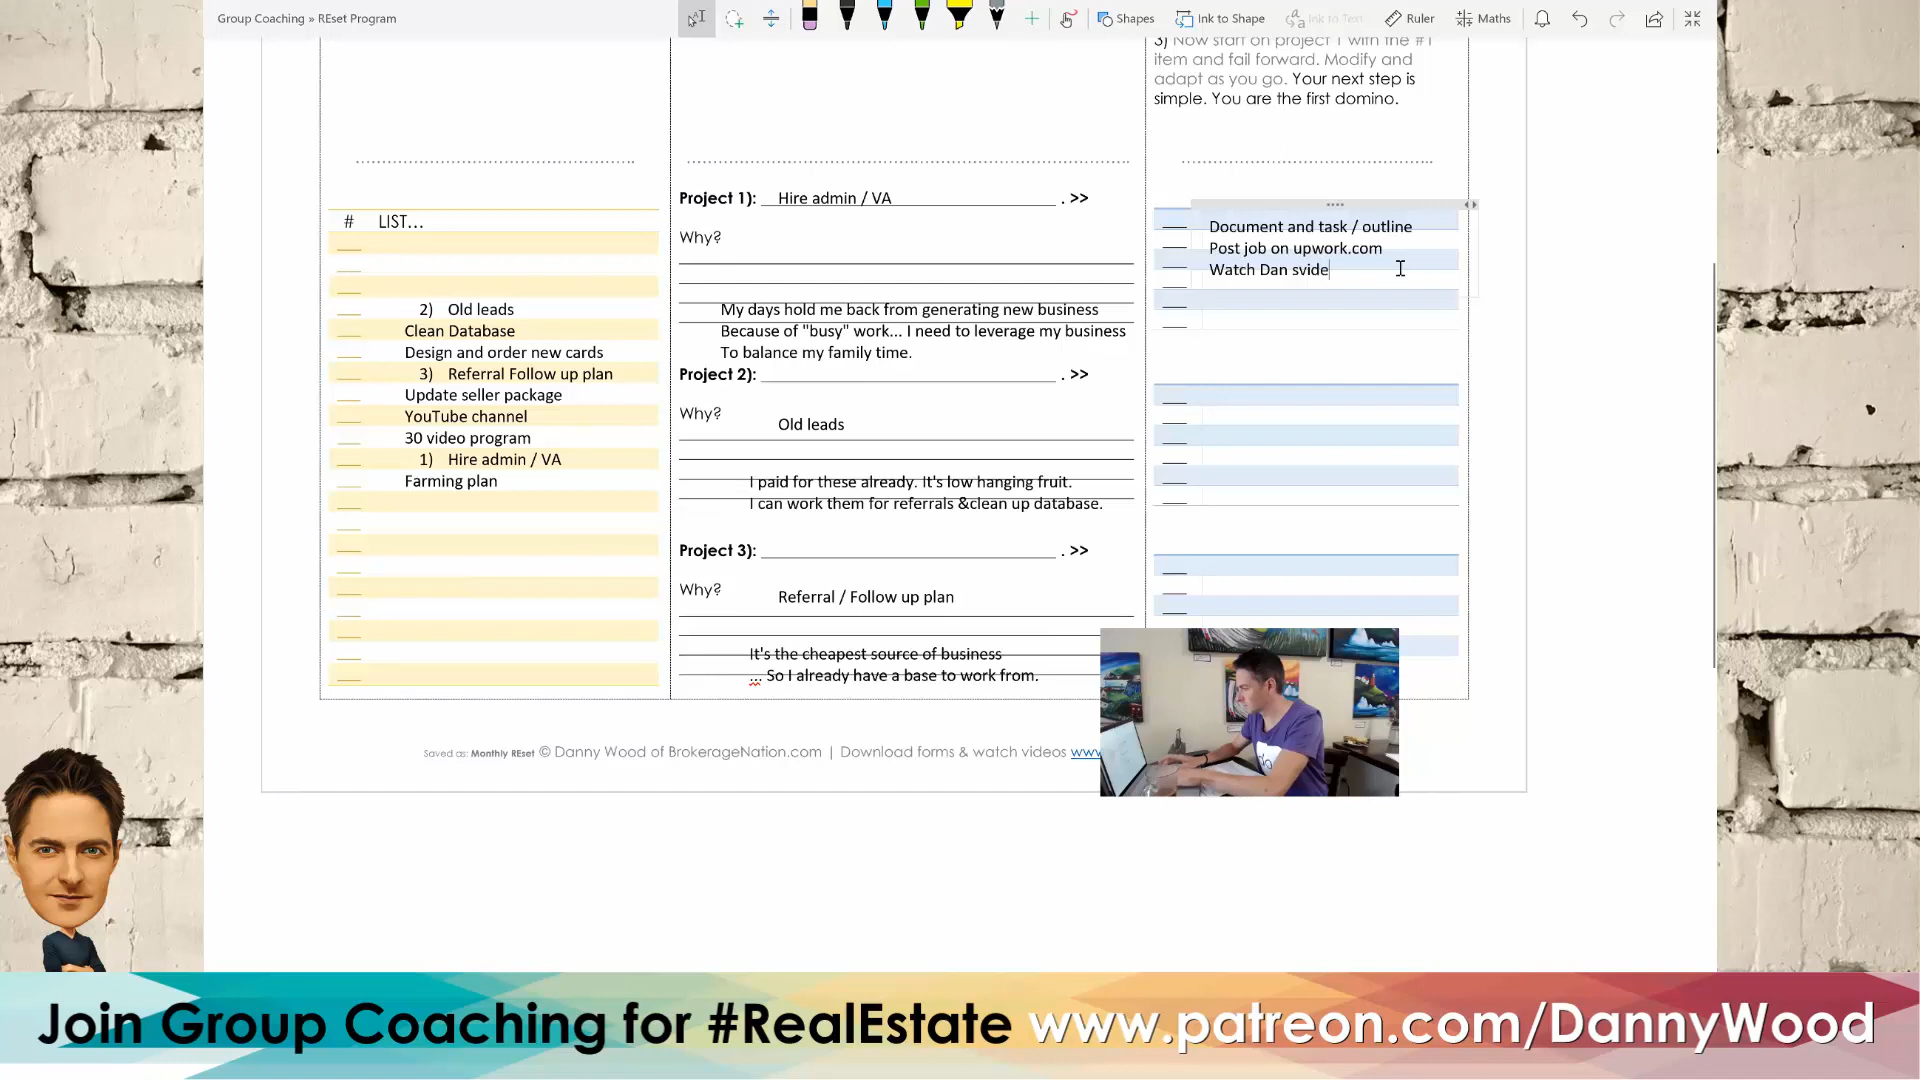 Group Coaching » REset Program
Shapes
Ink to Shape
Ink to Text
Ruler
Maths
3) Now start on project 1 with the #1
item and fail forward. Modify and
adapt as you go. Your next step is
simple. You are the first domino.
# LIST...
2) Old leads
Clean Database
Design and order new cards
3) Referral Follow up plan
Update seller package
YouTube channel
30 video program
1) Hire admin / VA
Farming plan
Project 1): Hire admin / VA . >>
Why?
My days hold me back from generating new business
Because of "busy" work... I need to leverage my business
To balance my family time.
Project 2): . >>
Why?
Old leads
I paid for these already. It's low hanging fruit.
I can work them for referrals &clean up database.
Project 3): . >>
Why?
Referral / Follow up plan
It's the cheapest source of business
... So I already have a base to work from.
Document and task / outline
Post job on upwork.com
Watch Dan svide
Saved as: Monthly REset © Danny Wood of BrokerageNation.com | Download forms & watch videos www
Join Group Coaching for #RealEstate www.patreon.com/DannyWood